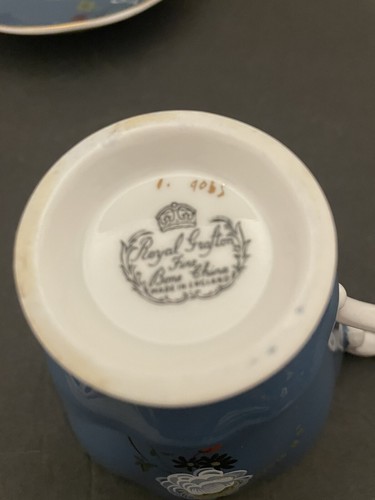 Royal Grafton
Fine
Bone China
MADE IN ENGLAND